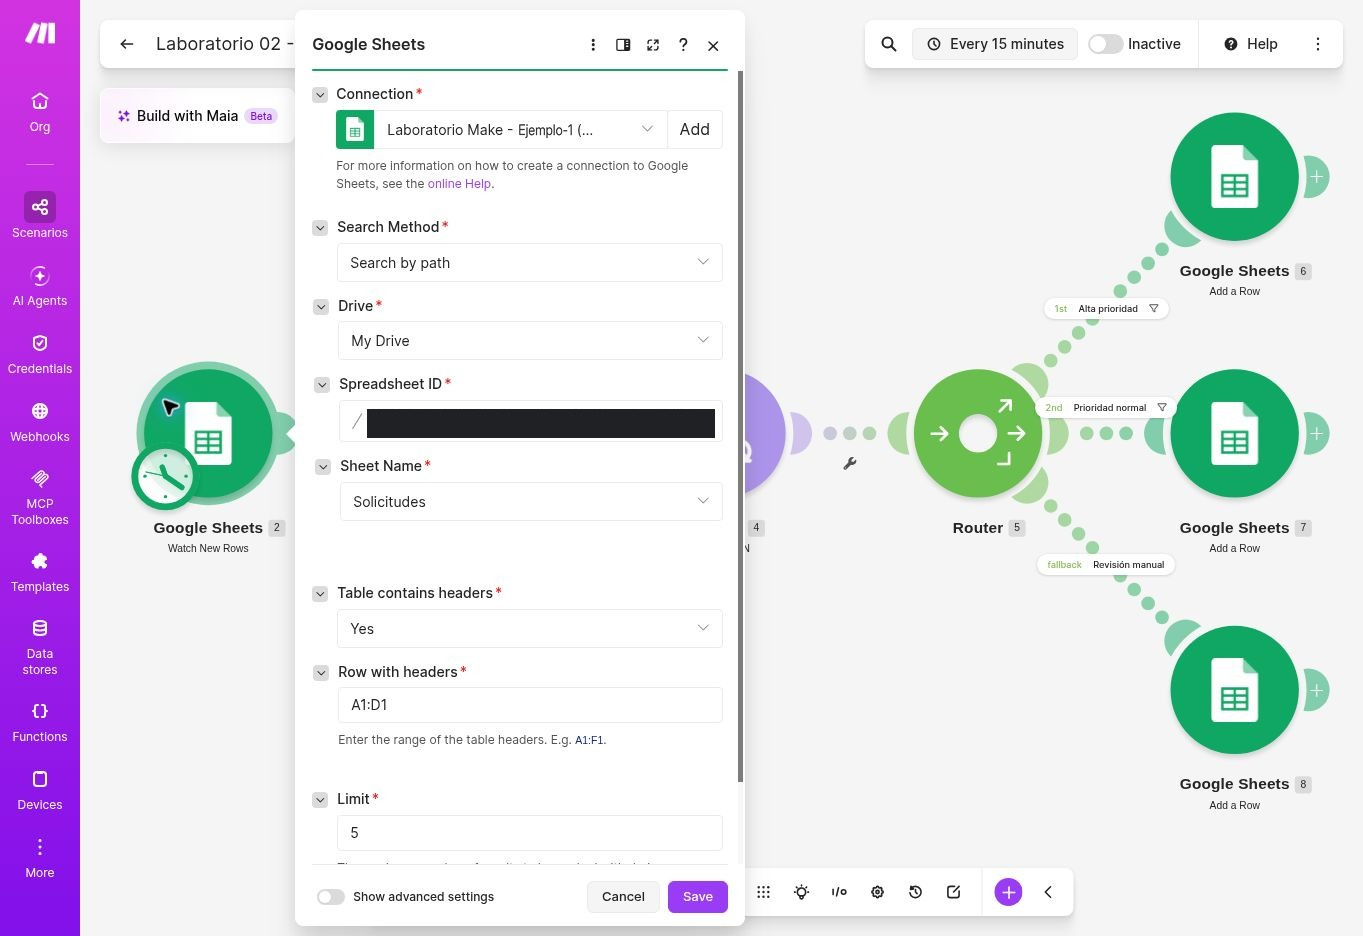 Org
Scenarios
AI Agents
Credentials
Webhooks
MCP
Toolboxes
Templates
Data
stores
Functions
Devices
More
Laboratorio 02 -
Build with Maia Beta
Google Sheets 2
Watch New Rows
Google Sheets
?
Connection *
Laboratorio Make - Ejemplo-1 (...
Add
For more information on how to create a connection to Google
Sheets, see the online Help.
Search Method *
Search by path
Drive *
My Drive
Spreadsheet ID *
/
Sheet Name *
Solicitudes
Table contains headers *
Yes
Row with headers *
A1:D1
Enter the range of the table headers. E.g. A1:F1.
Limit *
5
Show advanced settings
Cancel
Save
Every 15 minutes
Inactive
Help
4
Router 5
1st Alta prioridad
2nd Prioridad normal
fallback Revisión manual
Google Sheets 6
Add a Row
Google Sheets 7
Add a Row
Google Sheets 8
Add a Row